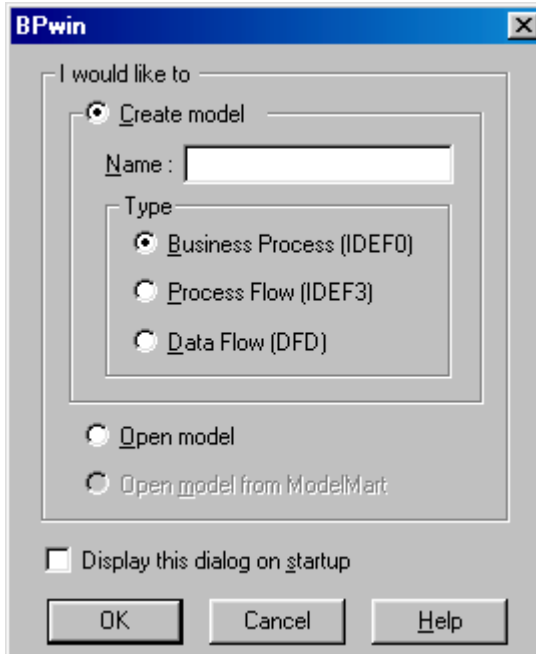 BPwin
I would like to
Create model
Name :
Type
Business Process (IDEF0)
Process Flow (IDEF3)
Data Flow (DFD)
Open model
Open model from ModelMart
Display this dialog on startup
OK Cancel Help